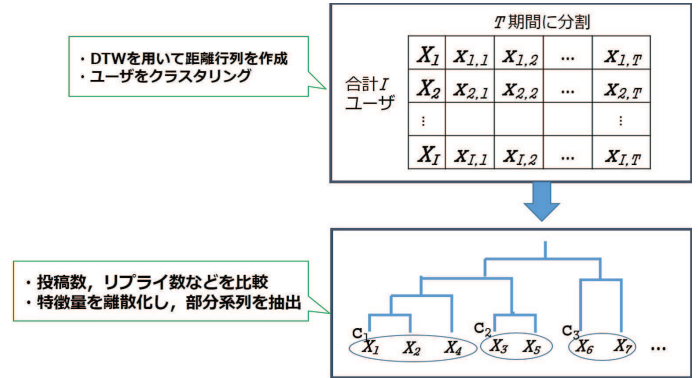 T 期間に分割
・DTWを用いて距離行列を作成
・ユーザをクラスタリング
合計I
ユーザ
X1 X1,1 X1,2 … X1,T
X2 X2,1 X2,2 … X2,T
⋮ ⋮
XI XI,1 XI,2 … XI,T
・投稿数，リプライ数などを比較
・特徴量を離散化し，部分系列を抽出
C1 C2 C3
X1 X2 X4 X3 X5 X6 X7 …